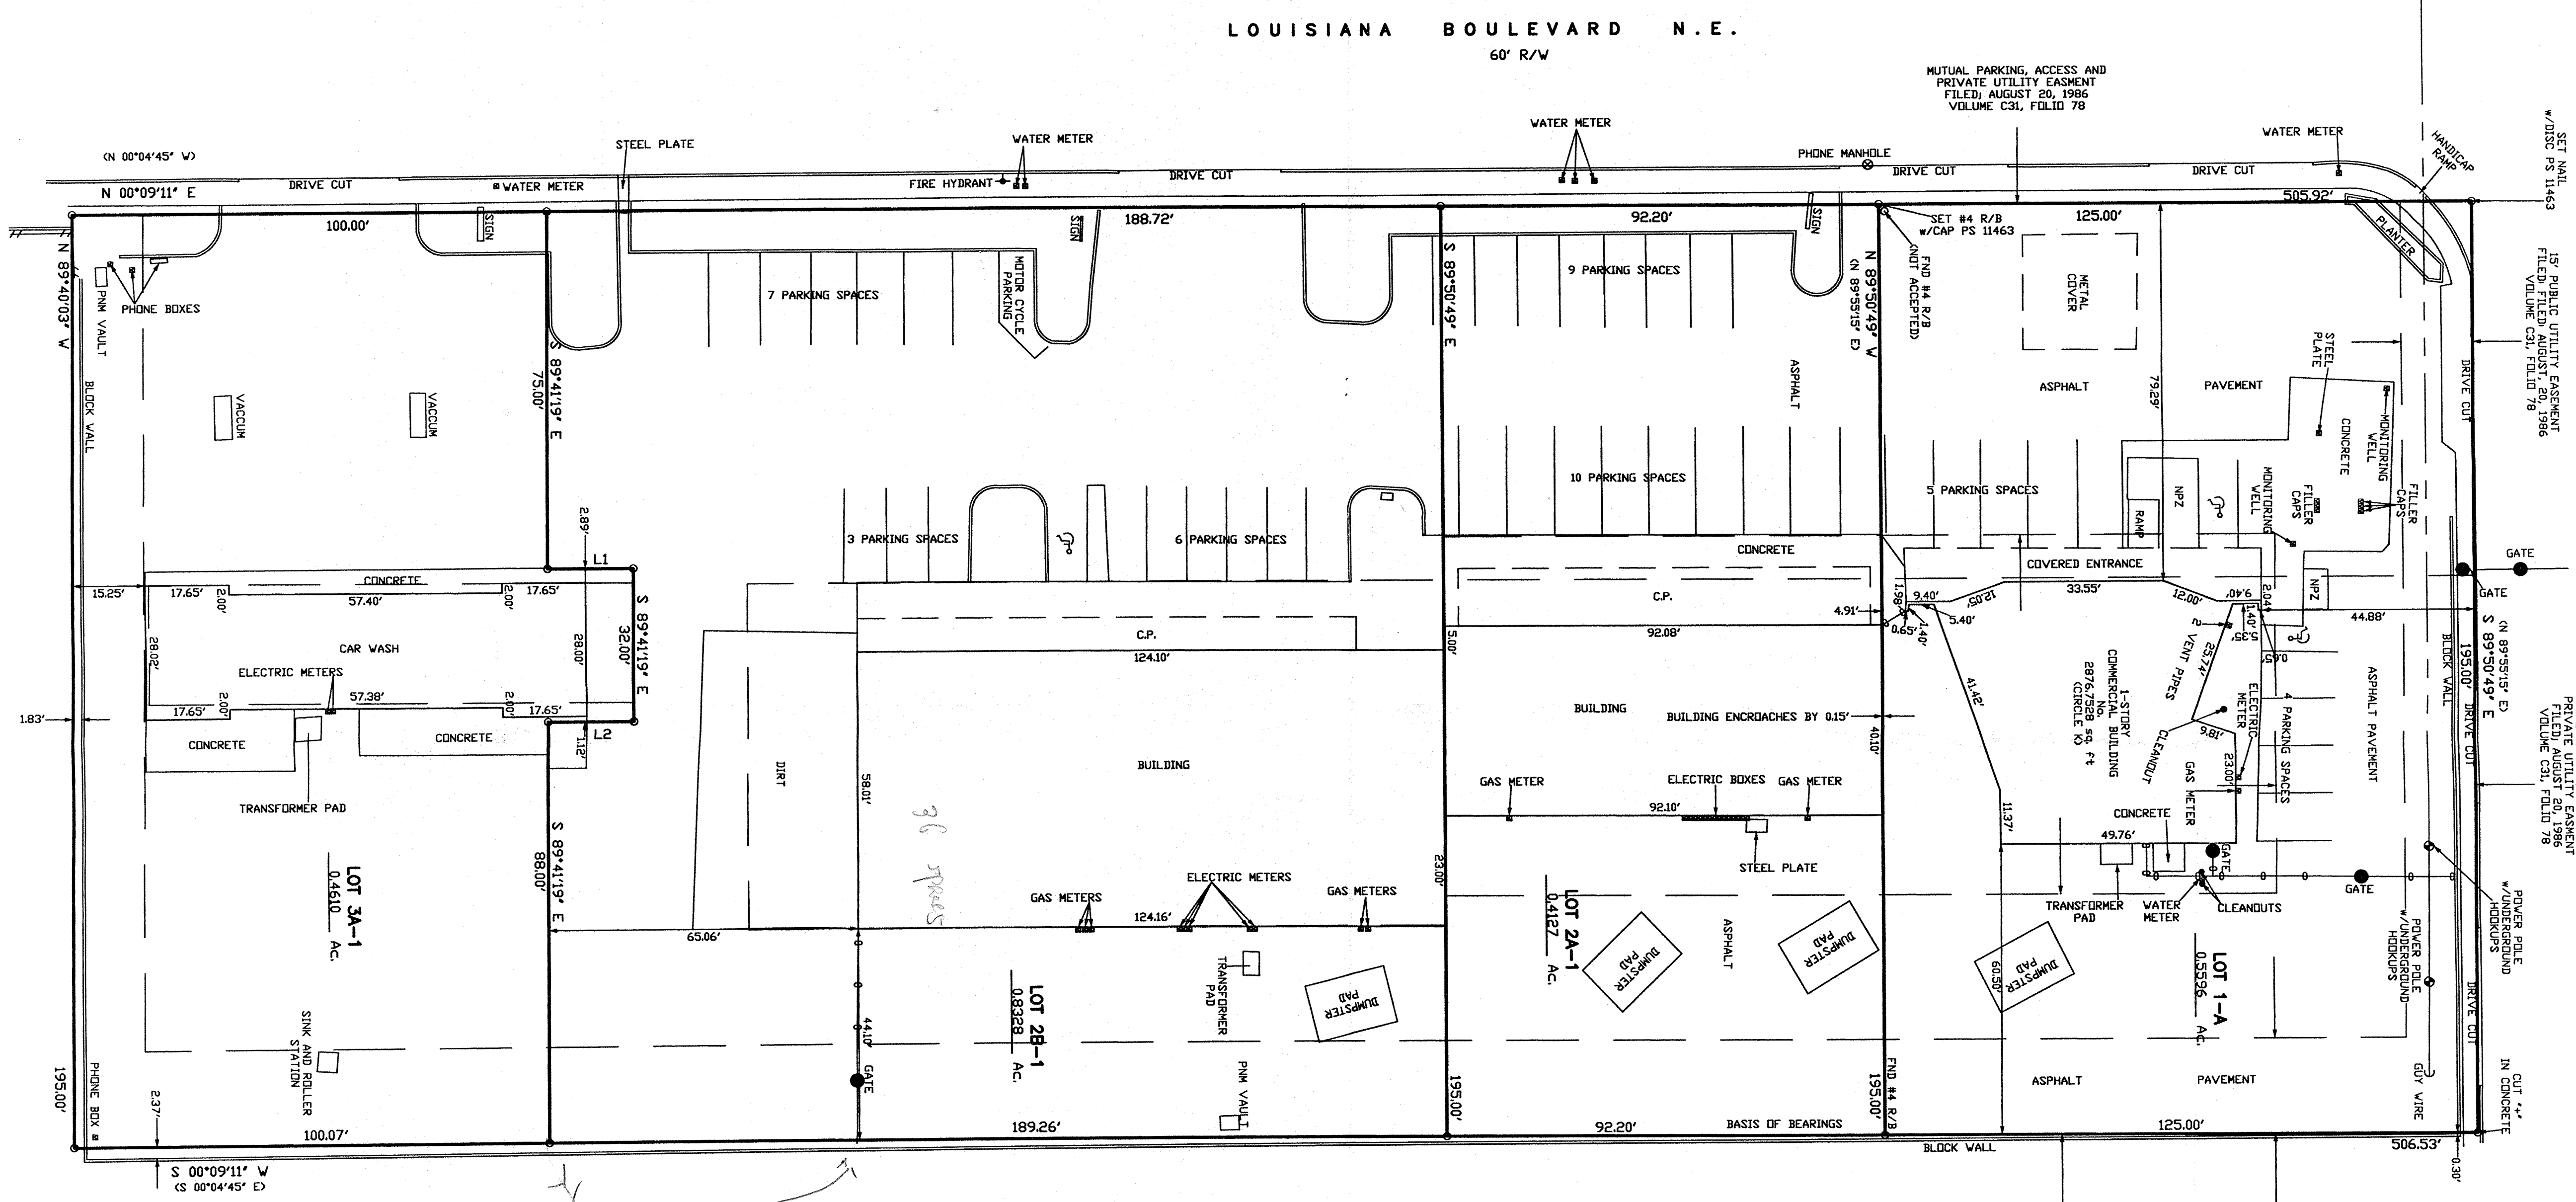 LOUISIANA BOULEVARD N.E.
60' R/W
MUTUAL PARKING, ACCESS AND
PRIVATE UTILITY EASMENT
FILED; AUGUST 20, 1986
VOLUME C31, FOLIO 78
SET NAIL
w/DISC PS 11463
HANDICAP
RAMP
WATER METER
WATER METER
PHONE MANHOLE
WATER METER
STEEL PLATE
(N 00°04'45" W)
N 00°09'11" E
DRIVE CUT
WATER METER
FIRE HYDRANT
DRIVE CUT
DRIVE CUT
DRIVE CUT
505.92'
100.00'
SIGN
SIGN
188.72'
92.20'
SIGN
SET #4 R/B
w/CAP PS 11463
125.00'
PLANTER
N 89°40'03" W
PHONE BOXES
PNM VAULT
BLOCK WALL
VACCUM
VACCUM
S 89°41'19" E
75.00'
7 PARKING SPACES
MOTOR CYCLE
PARKING
S 89°50'49" E
9 PARKING SPACES
ASPHALT
N 89°50'49" W
(N 89°55'15" E)
FND #4 R/B
(NOT ACCEPTED)
METAL
COVER
ASPHALT
PAVEMENT
79.29'
STEEL
PLATE
MONITORING
WELL
CONCRETE
DRIVE CUT
15' PUBLIC UTILITY EASEMENT
FILED; FILED; AUGUST, 20, 1986
VOLUME C31, FOLIO 78
10 PARKING SPACES
5 PARKING SPACES
NPZ
RAMP
MONITORING
WELL
FILLER
CAPS
FILLER
CAPS
3 PARKING SPACES
6 PARKING SPACES
CONCRETE
COVERED ENTRANCE
NPZ
GATE
GATE
2.89'
L1
15.25'
17.65'
2.00'
CONCRETE
57.40'
2.00'
17.65'
S 89°41'19" E
32.00'
28.02'
CAR WASH
28.00'
ELECTRIC METERS
57.38'
17.65'
2.00'
2.00'
17.65'
L2
1.12'
1.83'
CONCRETE
CONCRETE
TRANSFORMER PAD
C.P.
124.10'
C.P.
92.08'
5.00'
4.91'
1.98'
0.65'
1.40'
9.40'
5.40'
12.05'
33.55'
12.00'
9.40'
2.04'
1.40'
5.35'
0.65'
44.88'
(N 89°55'15" E)
S 89°50'49" E
195.00'
BLOCK WALL
DRIVE CUT
PRIVATE UTILITY EASEMENT
FILED; AUGUST 20, 1986
VOLUME C31, FOLIO 78
2 VENT PIPES
25.74'
41.42'
1-STORY
COMMERCIAL BUILDING
No.
2876.7528 sq. ft
(CIRCLE K)
ELECTRIC
METER
CLEANOUT
9.81'
23.00'
GAS METER
4 PARKING SPACES
ASPHALT PAVEMENT
DIRT
58.01'
BUILDING
BUILDING
BUILDING ENCROACHES BY 0.15'
40.10'
GAS METER
ELECTRIC BOXES
GAS METER
92.10'
STEEL PLATE
11.37'
CONCRETE
49.76'
GATE
GATE
TRANSFORMER
PAD
WATER
METER
CLEANOUTS
POWER POLE
w/UNDERGROUND
HOOKUPS
POWER POLE
w/UNDERGROUND
HOOKUPS
S 89°41'19" E
88.00'
LOT 3A-1
0.4610 Ac.
36 spaces
GAS METERS
ELECTRIC METERS
GAS METERS
124.16'
65.06'
23.00'
LOT 2A-1
0.4127 Ac.
ASPHALT
DUMPSTER
PAD
DUMPSTER
PAD
DUMPSTER
PAD
DUMPSTER
PAD
60.50'
LOT 1-A
0.5596 Ac.
LOT 2B-1
0.8328 Ac.
TRANSFORMER
PAD
44.10'
GATE
PNM VAULT
SINK AND ROLLER
STATION
2.37'
PHONE BOX
195.00'
195.00'
FND #4 R/B
195.00'
ASPHALT
PAVEMENT
GUY WIRE
DRIVE CUT
CUT "+"
IN CONCRETE
100.07'
189.26'
92.20'
BASIS OF BEARINGS
125.00'
506.53'
BLOCK WALL
0.30'
S 00°09'11" W
(S 00°04'45" E)